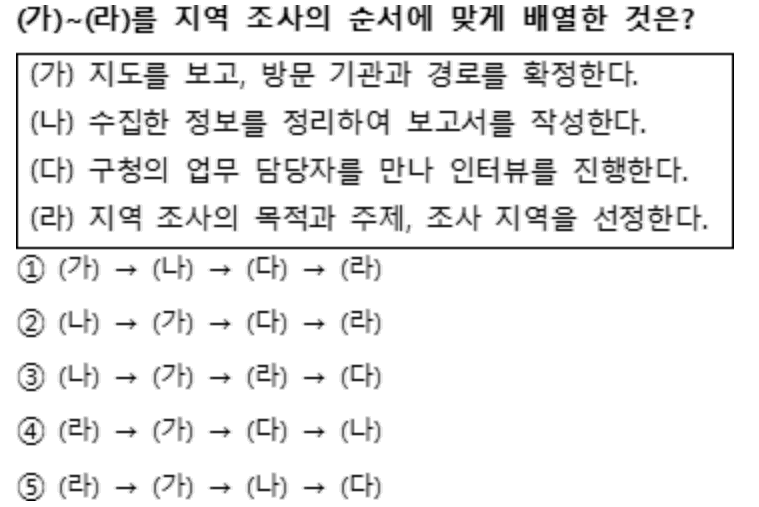 (가)~(라)를 지역 조사의 순서에 맞게 배열한 것은?
(가) 지도를 보고, 방문 기관과 경로를 확정한다.
(나) 수집한 정보를 정리하여 보고서를 작성한다.
(다) 구청의 업무 담당자를 만나 인터뷰를 진행한다.
(라) 지역 조사의 목적과 주제, 조사 지역을 선정한다.
① (가) → (나) → (다) → (라)
② (나) → (가) → (다) → (라)
③ (나) → (가) → (라) → (다)
④ (라) → (가) → (다) → (나)
⑤ (라) → (가) → (나) → (다)